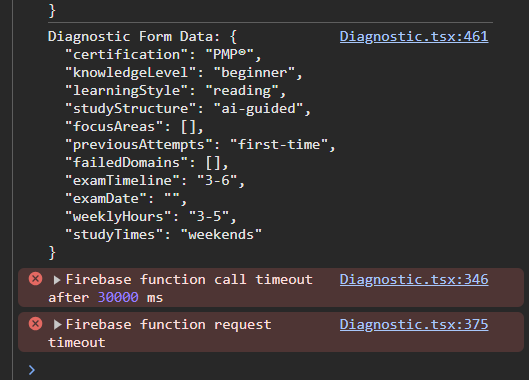 }
Diagnostic Form Data: { Diagnostic.tsx:461
"certification": "PMP®",
"knowledgeLevel": "beginner",
"learningStyle": "reading",
"studyStructure": "ai-guided",
"focusAreas": [],
"previousAttempts": "first-time",
"failedDomains": [],
"examTimeline": "3-6",
"examDate": "",
"weeklyHours": "3-5",
"studyTimes": "weekends"
}
Firebase function call timeout Diagnostic.tsx:346
after 30000 ms
Firebase function request Diagnostic.tsx:375
timeout